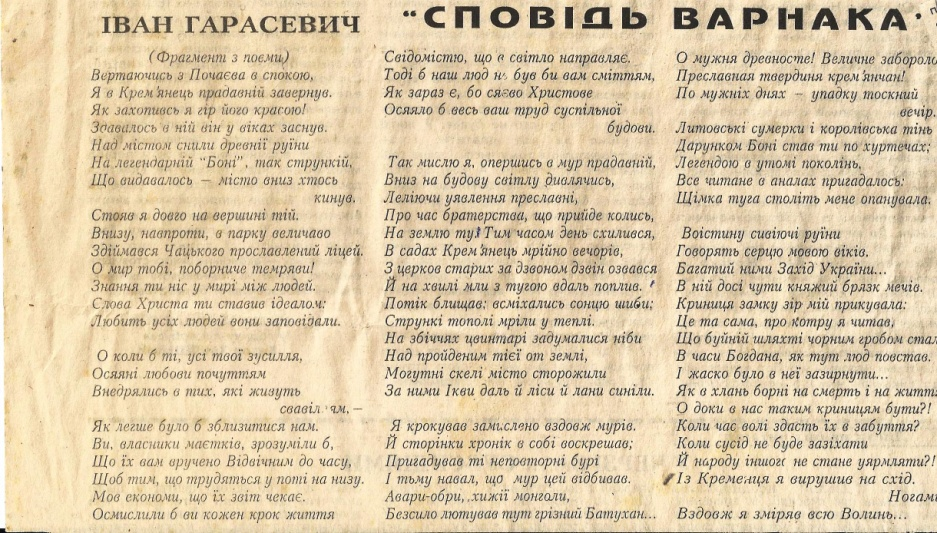 ІВАН ГАРАСЕВИЧ
“СПОВІДЬ ВАРНАКА”
(Фрагмент з поеми)
Вертаючись з Почаєва в спокою,
Я в Крем'янець прадавній завернув.
Як захопивсь я гір його красою!
Здавалось в ній він у віках заснув.
Над містом снили древнії руїни
На легендарній “Боні”, так стрункій,
Що видавалось — місто вниз хтось
кинув.
Стояв я довго на вершині тій.
Внизу, навпроти, в парку величаво
Здіймався Чацького прославлений ліцей.
О мир тобі, поборниче темряви!
Знання ти ніс у мирі між людей.
Слова Христа ти ставив ідеалом:
Любить усіх людей вони заповідали.
О коли б ті, усі твої зусилля,
Осяяні любови почуттям
Внедрялись в тих, які живуть
–
Як легше було б зблизитися нам.
Ви, власники маєтків, зрозуміли б,
Що їх вам вручено Відвічним до часу,
Щоб тим, що трудяться у поті на низу.
Мов економи, що їх звіт чекає.
Осмислили б ви кожен крок життя
Свідомістю, що в світло направляє.
Тоді б наш люд н був би вам сміттям,
Як зараз є, бо сяєво Христове
Осяяло б весь ваш труд суспільної
будови.
Так мислю я, опершись в мур прадавній,
Вниз на будову світлу дивлячись,
Леліючи уявлення преславні,
Про час братерства, що прийде колись,
На землю ту! Тим часом день схилився,
В садах Крем'янець мрійно вечорів,
З церков старих за дзвоном дзвін озвався
Й на хвилі мли з тугою вдаль поплив.
Потік блищав: всміхались сонцю шиби;
Стрункі тополі мріли у теплі.
На збіччях цвинтарі задумалися ніби
Над пройденим тієї от землі,
Могутні скелі місто сторожили
За ними Ікви даль й ліси й лани синіли.
Я крокував замислено вздовж мурів.
Й сторінки хронік в собі воскрешав;
Пригадував ті неповторні бурі
І тьму навал, що мур цей відбивав.
Авари-обри, хижії монголи,
Безсило лютував тут грізний Батухан...
О мужня древносте! Величне забороло
Преславная твердиня крем'янчан!
По мужніх днях – упадку тоскний
вечір.
Литовські сумерки і королівська тінь
Дарунком Боні став ти по хуртечах;
Легендою в утомі поколінь,
Все читане в аналах пригадалось:
Щімка туга століть мене опанувала.
Воістину сивіючі руїни
Говорять серцю мовою віків.
Багатий ними Захід України...
В ній досі чути княжий брязк мечів.
Криниця замку зір мій прикувала:
Це та сама, про котру я читав,
Що буйній шляхті чорним гробом стал
В часи Богдана, як тут люд повстав.
І жаско було в неї зазирнути...
Як в хлань борні на смерть і на життя
О доки в нас таким криницям бути?!
Коли час волі здасть їх в забуття?
Коли сусід не буде зазіхати
Й народу іншого не стане уярмляти?!
Із Кременця я вирушив на схід.
Ногами
Вздовж я зміряв всю Волинь...